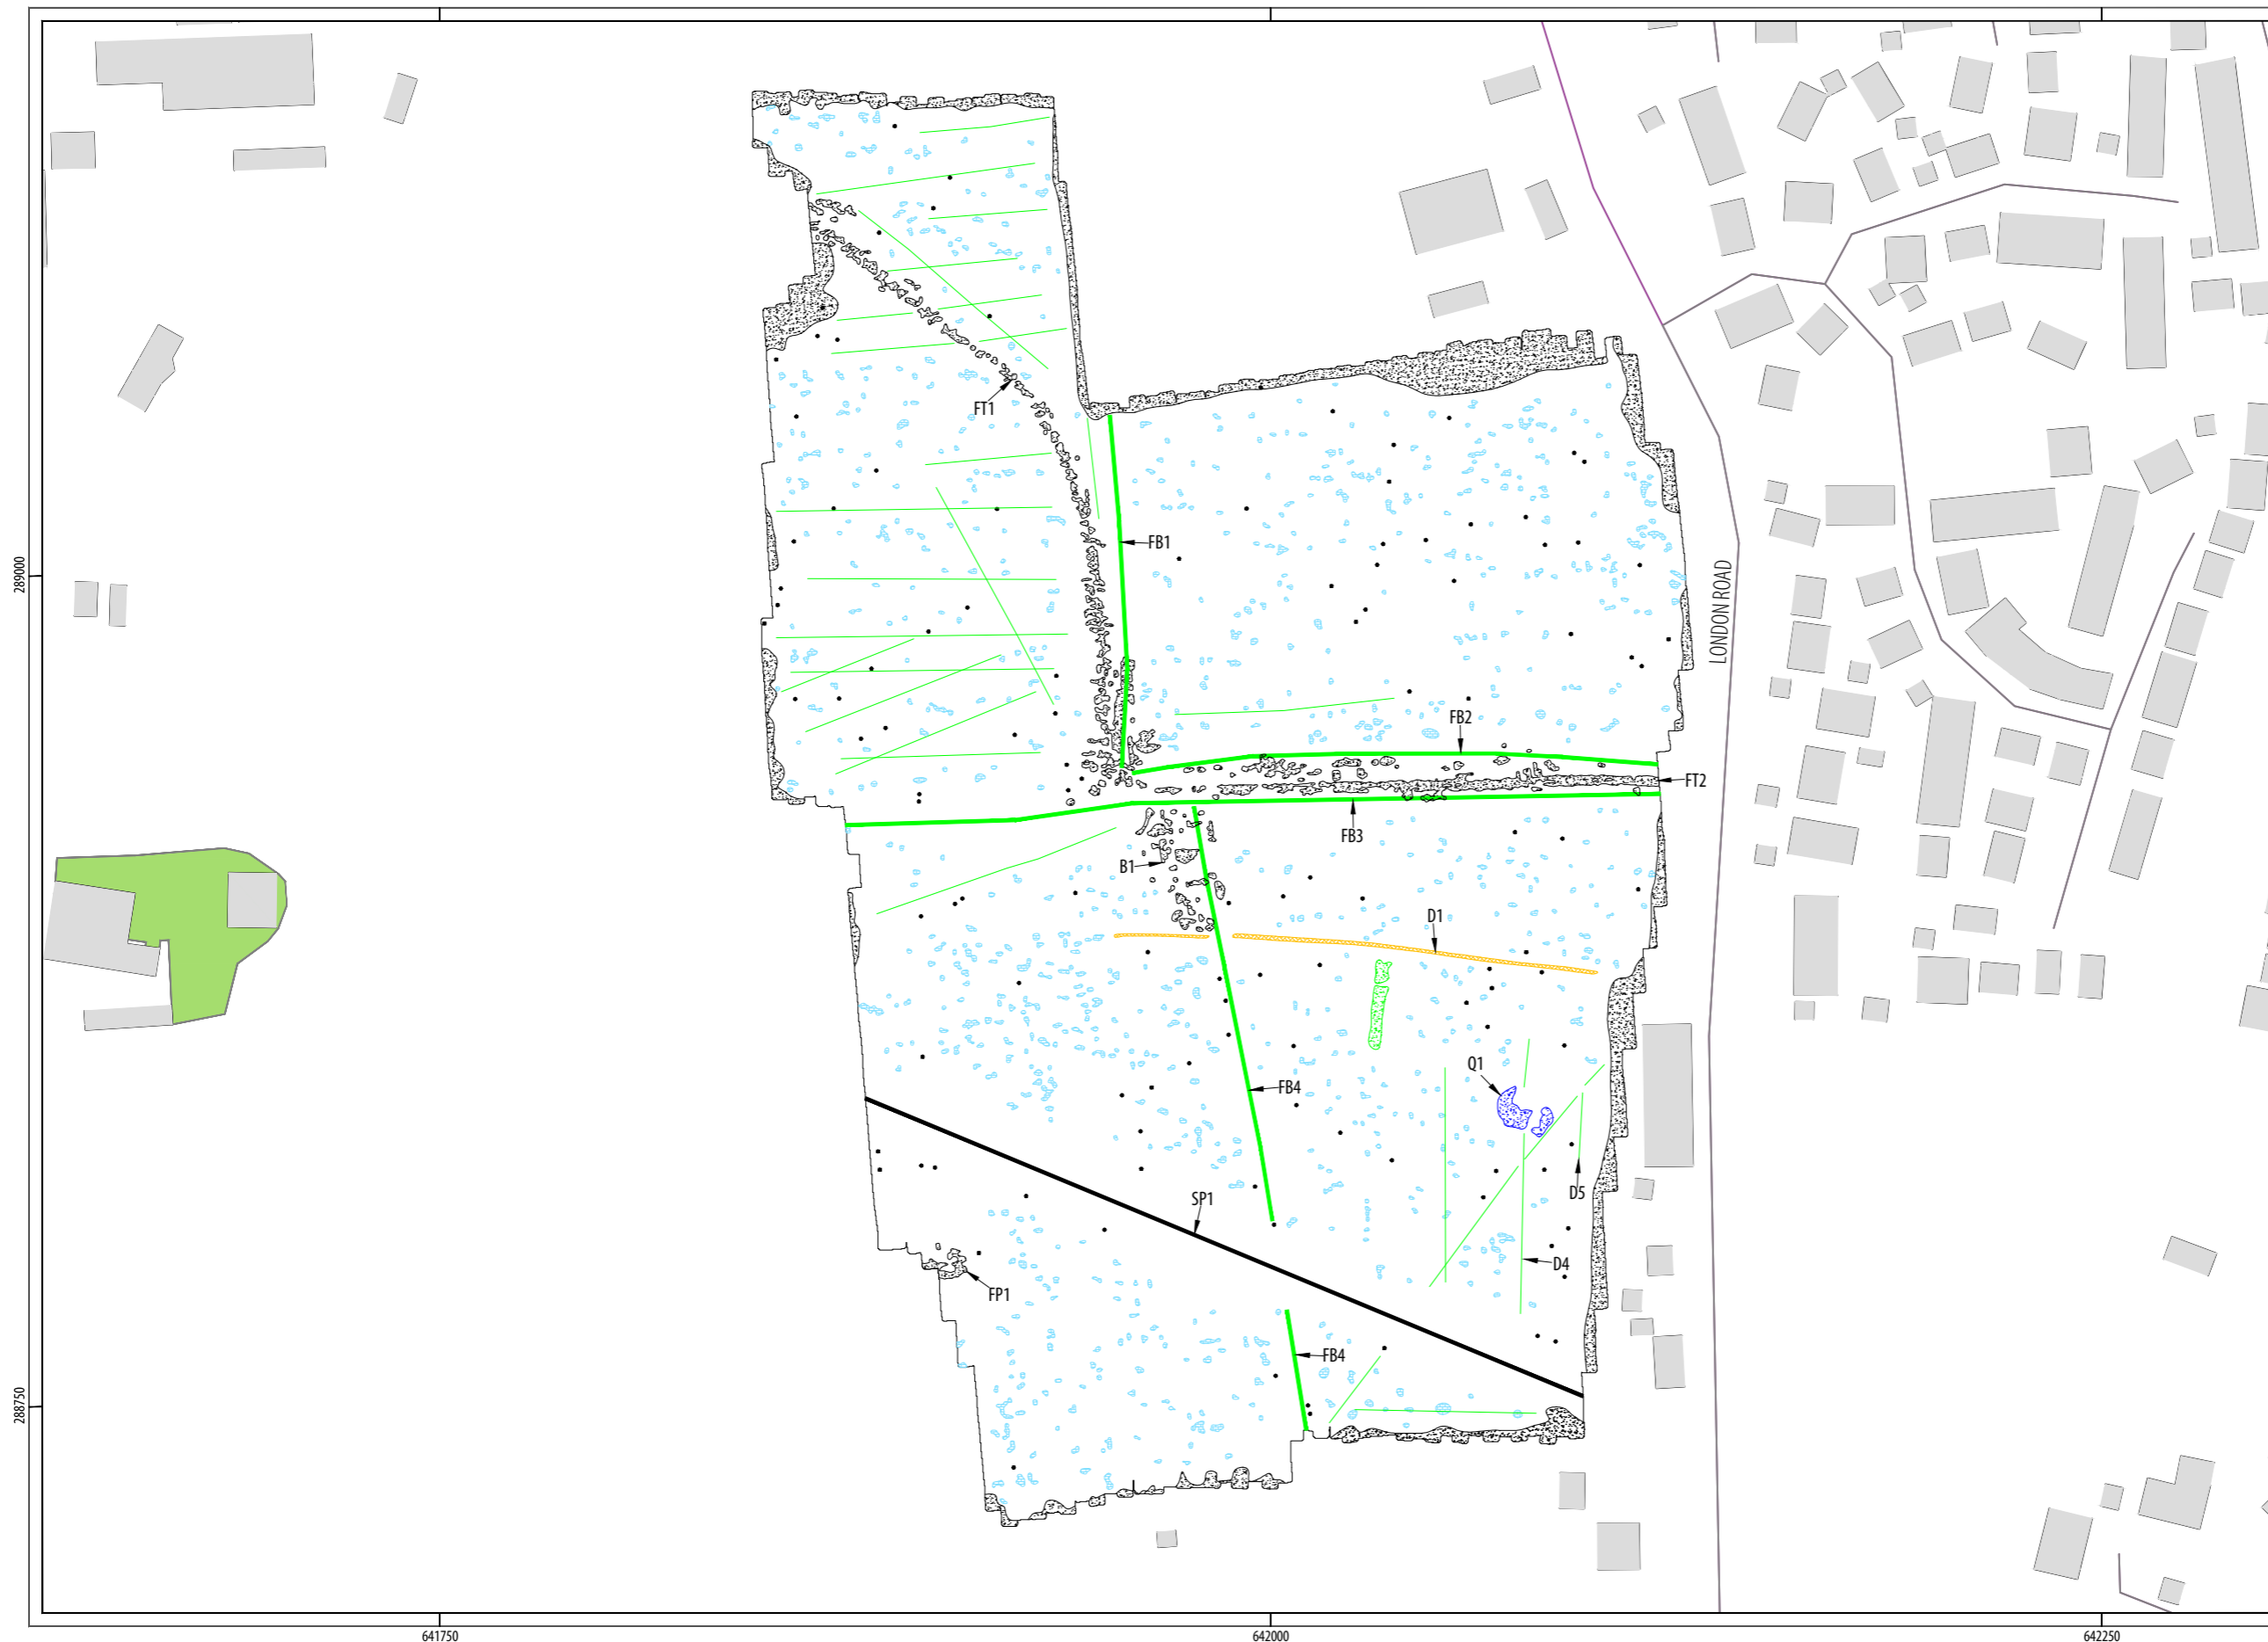 FT1
FB1
289000
LONDON ROAD
FB2
FT2
FB3
B1
D1
Q1
FB4
D5
SP1
D4
FP1
FB4
288750
641750
642000
642250